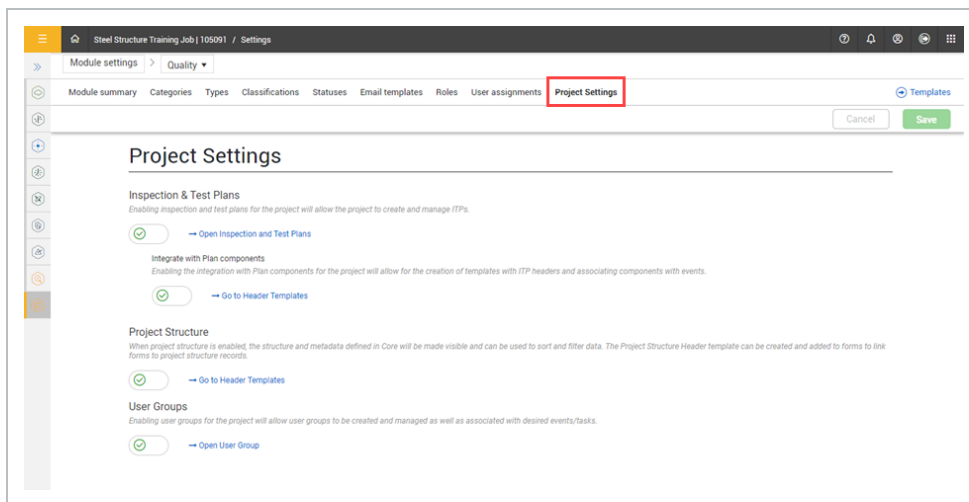 Steel Structure Training Job | 105091 / Settings
Module settings > Quality ▾
Module summary Categories Types Classifications Statuses Email templates Roles User assignments Project Settings Templates
Cancel Save
Project Settings
Inspection & Test Plans
Enabling inspection and test plans for the project will allow the project to create and manage ITPs.
→ Open Inspection and Test Plans
Integrate with Plan components
Enabling the integration with Plan components for the project will allow for the creation of templates with ITP headers and associating components with events.
→ Go to Header Templates
Project Structure
When project structure is enabled, the structure and metadata defined in Core will be made visible and can be used to sort and filter data. The Project Structure Header template can be created and added to forms to link
forms to project structure records.
→ Go to Header Templates
User Groups
Enabling user groups for the project will allow user groups to be created and managed as well as associated with desired events/tasks.
→ Open User Group